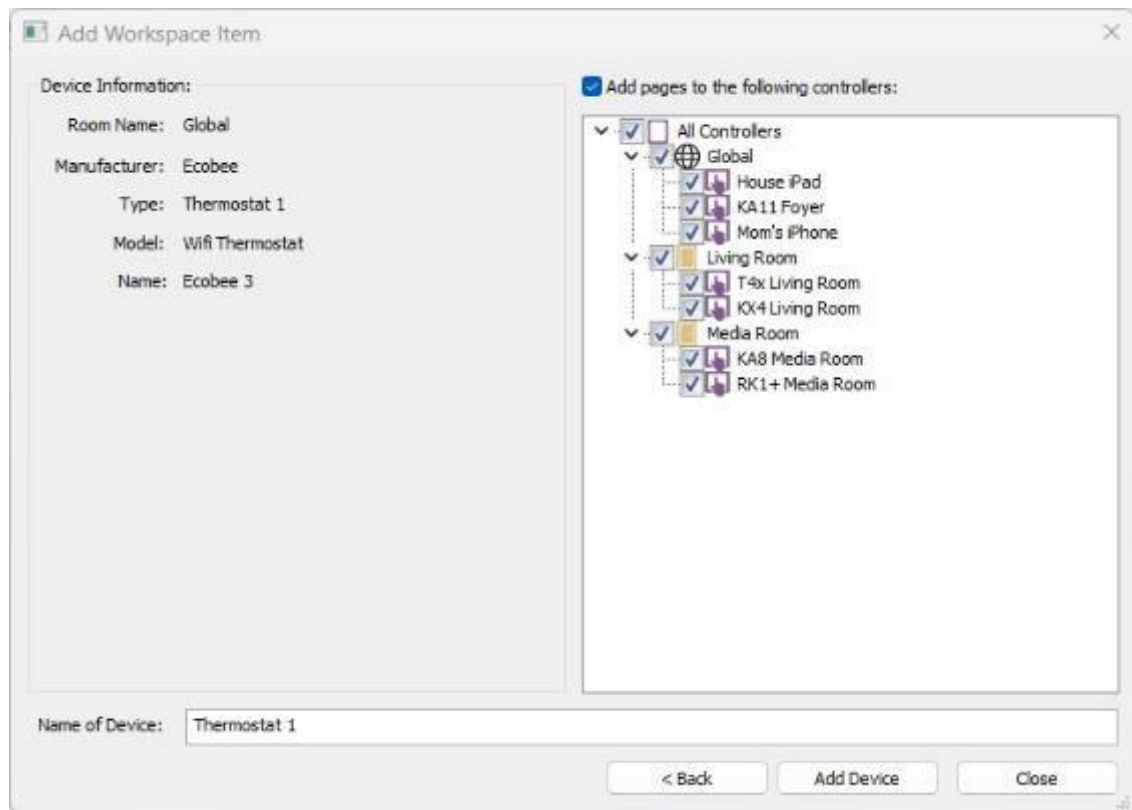 Add Workspace Item
Device Information:
Room Name: Global
Manufacturer: Ecobee
Type: Thermostat 1
Model: Wifi Thermostat
Name: Ecobee 3
Add pages to the following controllers:
All Controllers
Global
House iPad
KA11 Foyer
Mom's iPhone
Living Room
T4x Living Room
KX4 Living Room
Media Room
KA8 Media Room
RK1+ Media Room
Name of Device: Thermostat 1
< Back
Add Device
Close